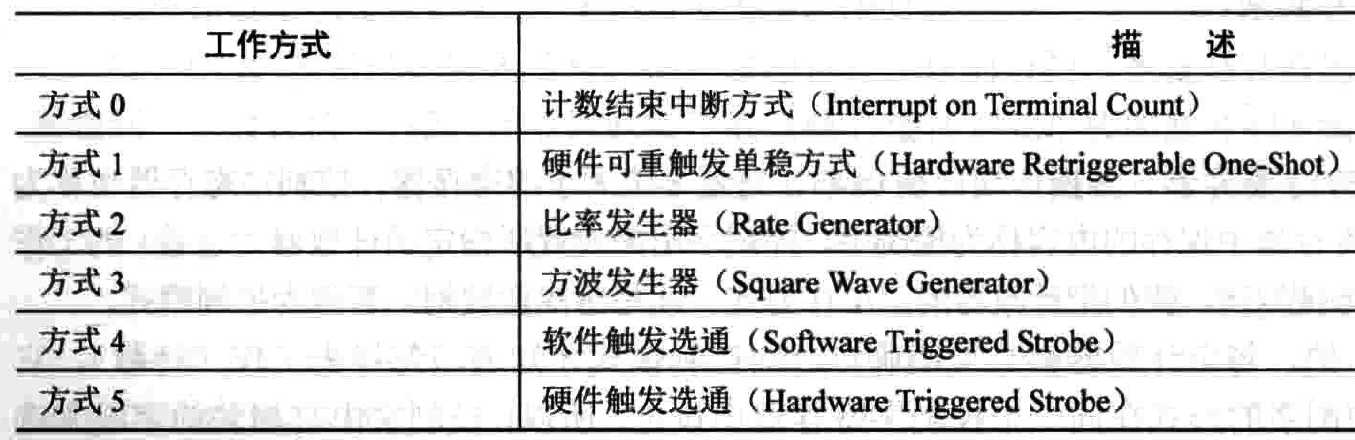 工作方式 描 述
方式 0 计数结束中断方式（Interrupt on Terminal Count）
方式 1 硬件可重触发单稳方式（Hardware Retriggerable One-Shot）
方式 2 比率发生器（Rate Generator）
方式 3 方波发生器（Square Wave Generator）
方式 4 软件触发选通（Software Triggered Strobe）
方式 5 硬件触发选通（Hardware Triggered Strobe）